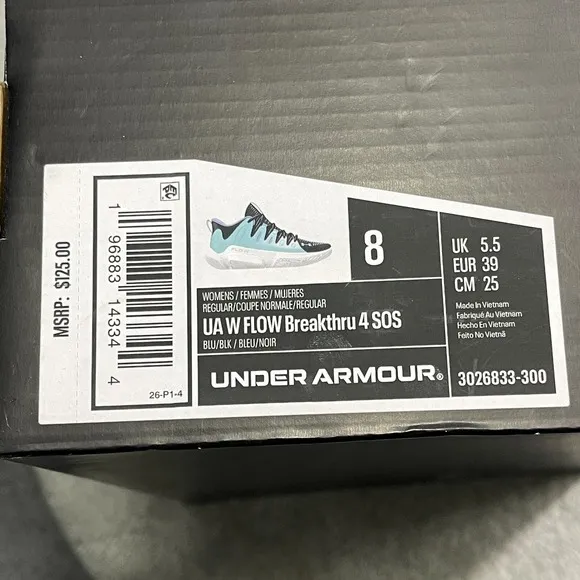 MSRP: $125.00
1 96883 14334 4
26-P1-4
8
WOMENS / FEMMES / MUJERES
REGULAR/COUPE NORMALE/REGULAR
UA W FLOW Breakthru 4 SOS
BLU/BLK / BLEU/NOIR
UNDER ARMOUR®
UK 5.5
EUR 39
CM 25
Made In Vietnam
Fabriqué Au Vietnam
Hecho En Vietnam
Feito No Vietnã
3026833-300